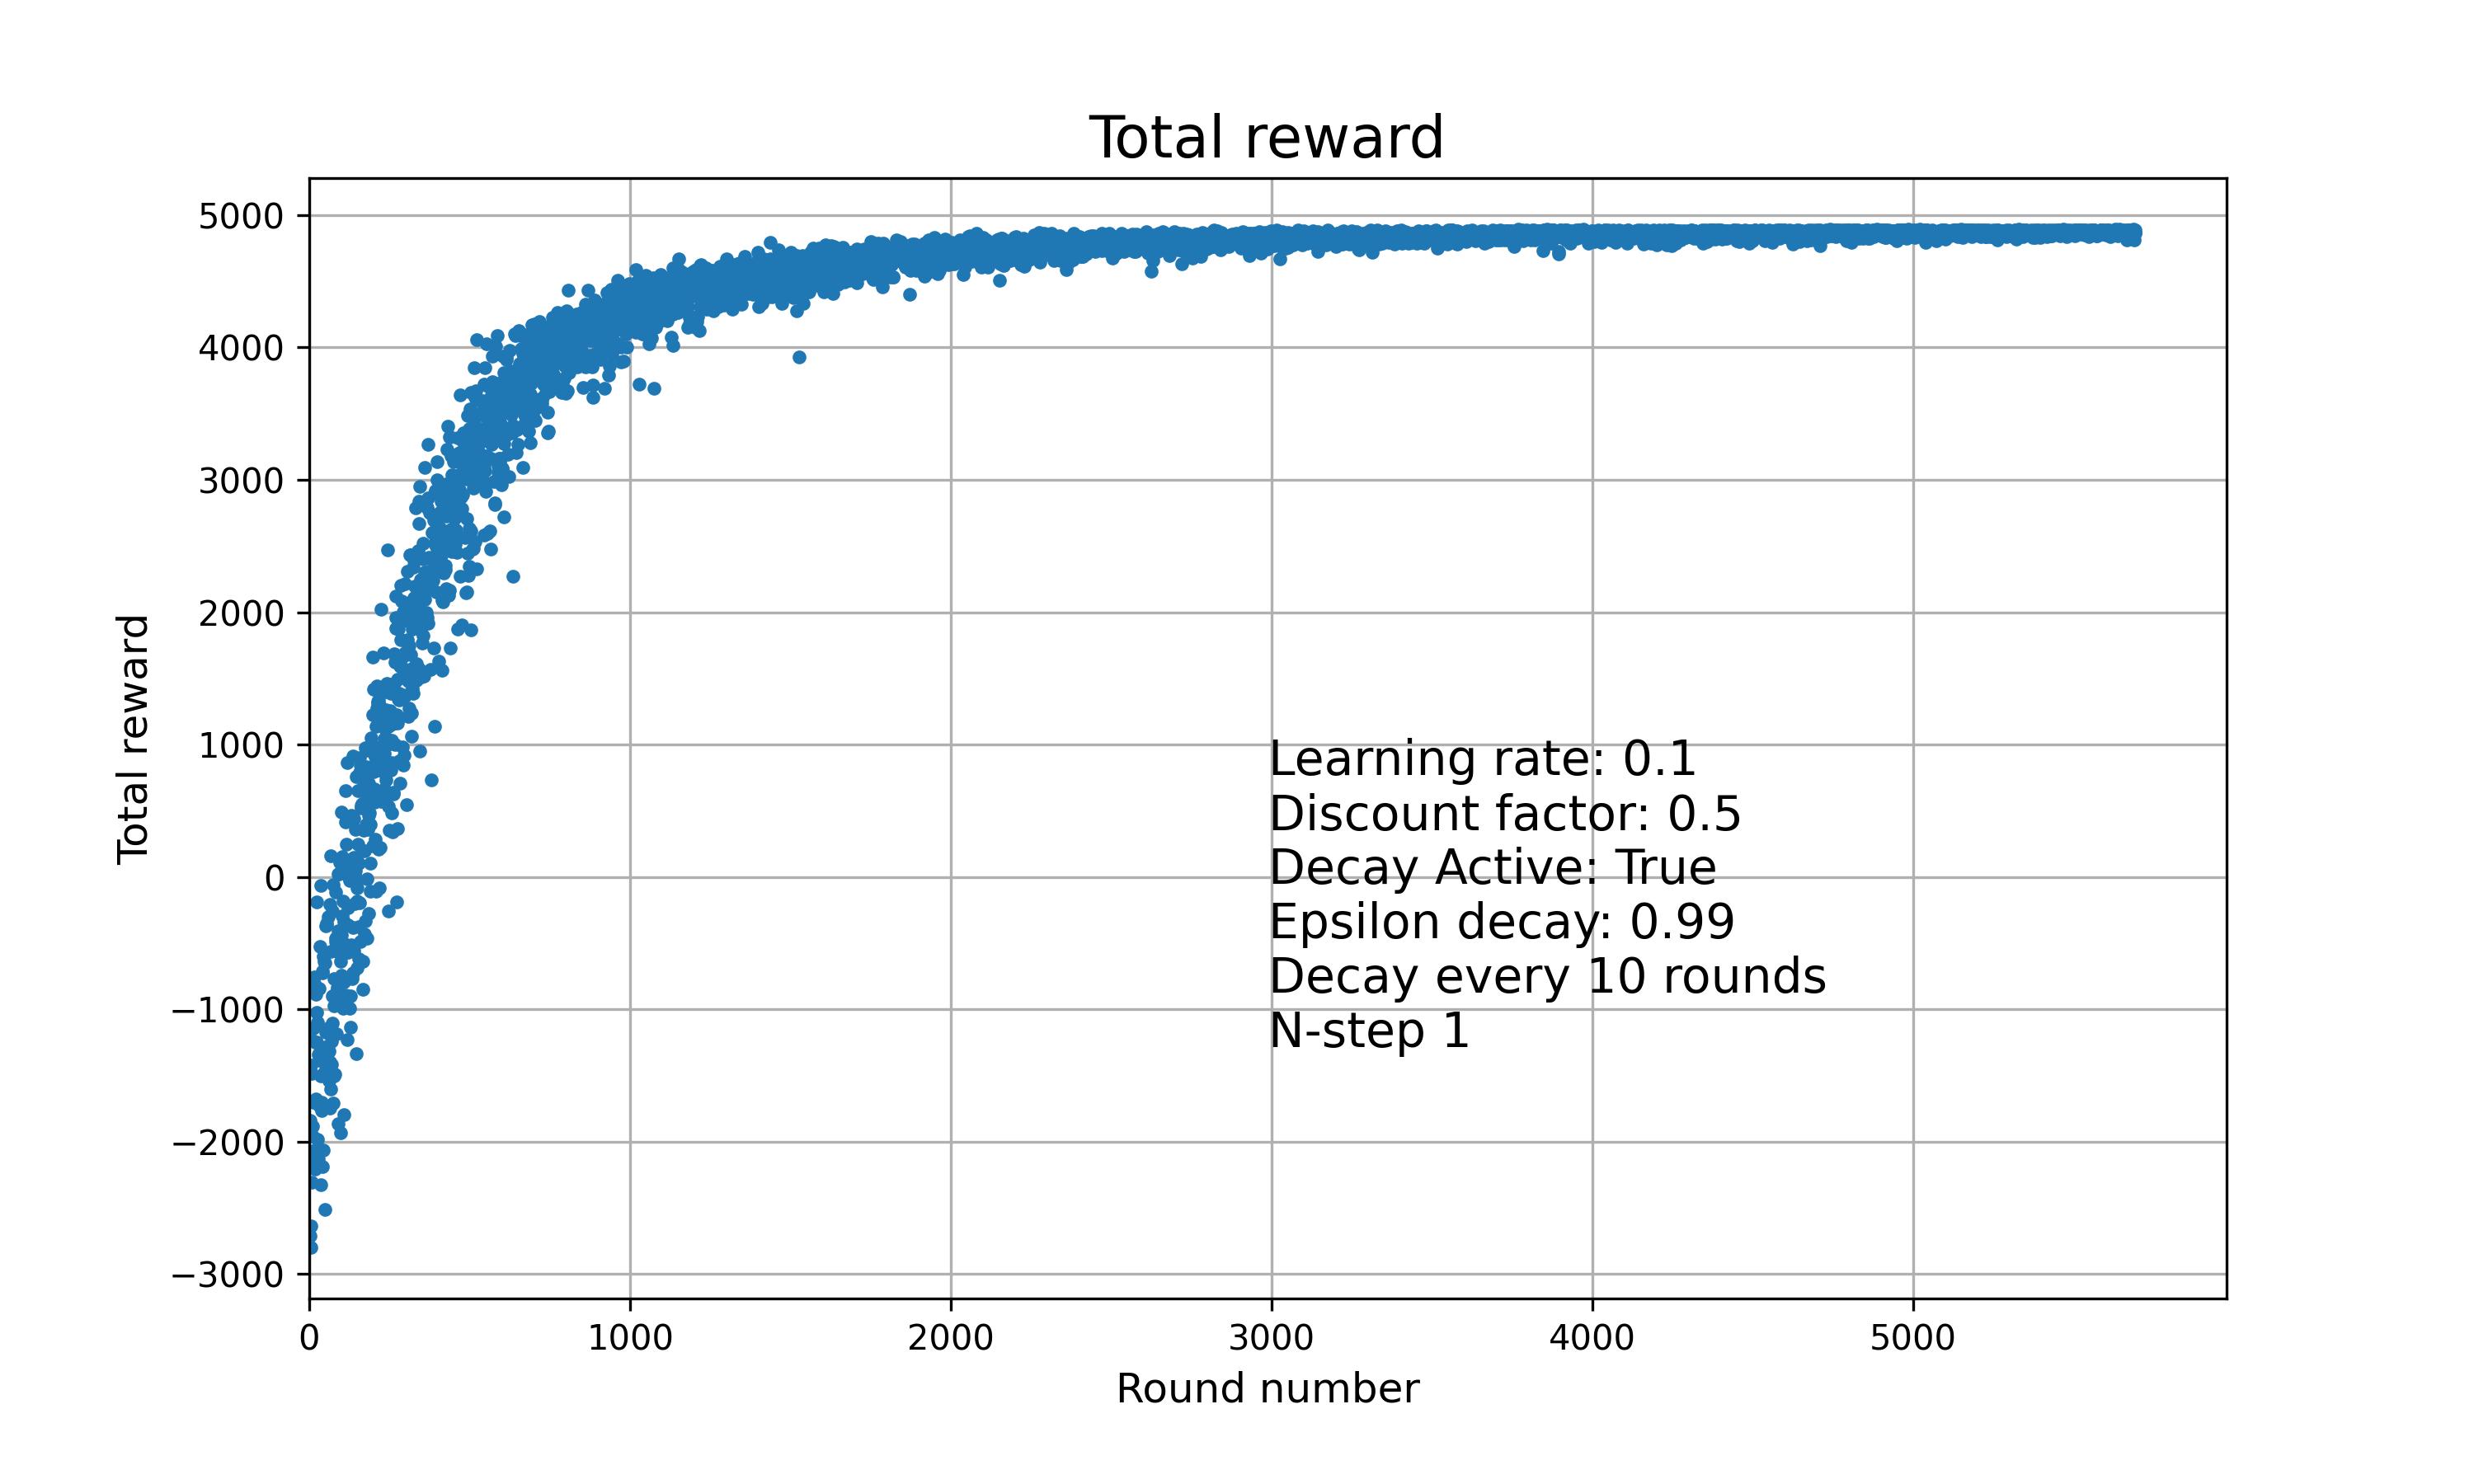 Total reward
5000
4000
3000
2000
1000
0
−1000
−2000
−3000
Total reward
Learning rate: 0.1
Discount factor: 0.5
Decay Active: True
Epsilon decay: 0.99
Decay every 10 rounds
N-step 1
0 1000 2000 3000 4000 5000
Round number